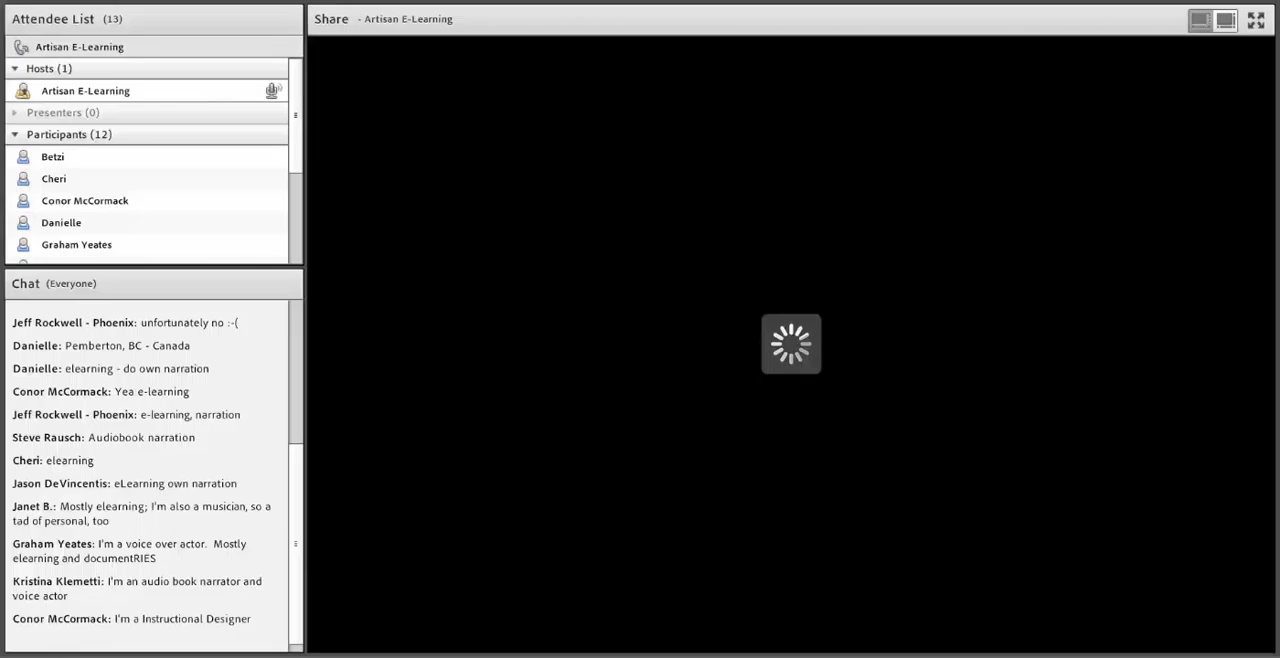 Attendee List (13)
Artisan E-Learning
Hosts (1)
Artisan E-Learning
Presenters (0)
Participants (12)
Betzi
Cheri
Conor McCormack
Danielle
Graham Yeates
Chat (Everyone)
Jeff Rockwell - Phoenix: unfortunately no :-(
Danielle: Pemberton, BC - Canada
Danielle: elearning - do own narration
Conor McCormack: Yea e-learning
Jeff Rockwell - Phoenix: e-learning, narration
Steve Rausch: Audiobook narration
Cheri: elearning
Jason DeVincentis: eLearning own narration
Janet B.: Mostly elearning; I'm also a musician, so a
tad of personal, too
Graham Yeates: I'm a voice over actor. Mostly
elearning and documentRIES
Kristina Klemetti: I'm an audio book narrator and
voice actor
Conor McCormack: I'm a Instructional Designer
Share - Artisan E-Learning